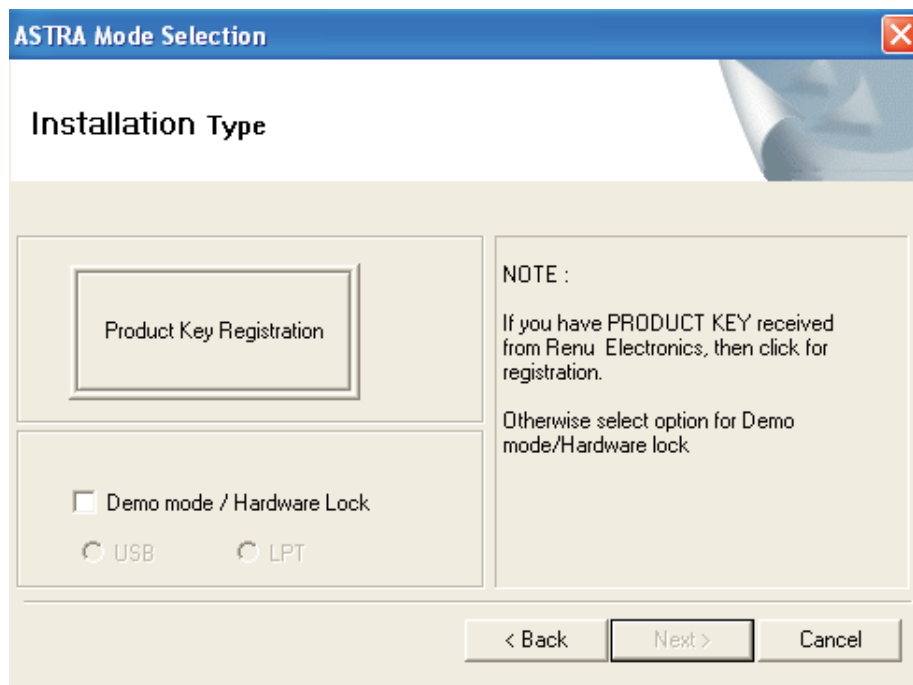 ASTRA Mode Selection
Installation Type
Product Key Registration
NOTE :
If you have PRODUCT KEY received
from Renu Electronics, then click for
registration.
Otherwise select option for Demo
mode/Hardware lock
Demo mode / Hardware Lock
USB
LPT
< Back
Next >
Cancel